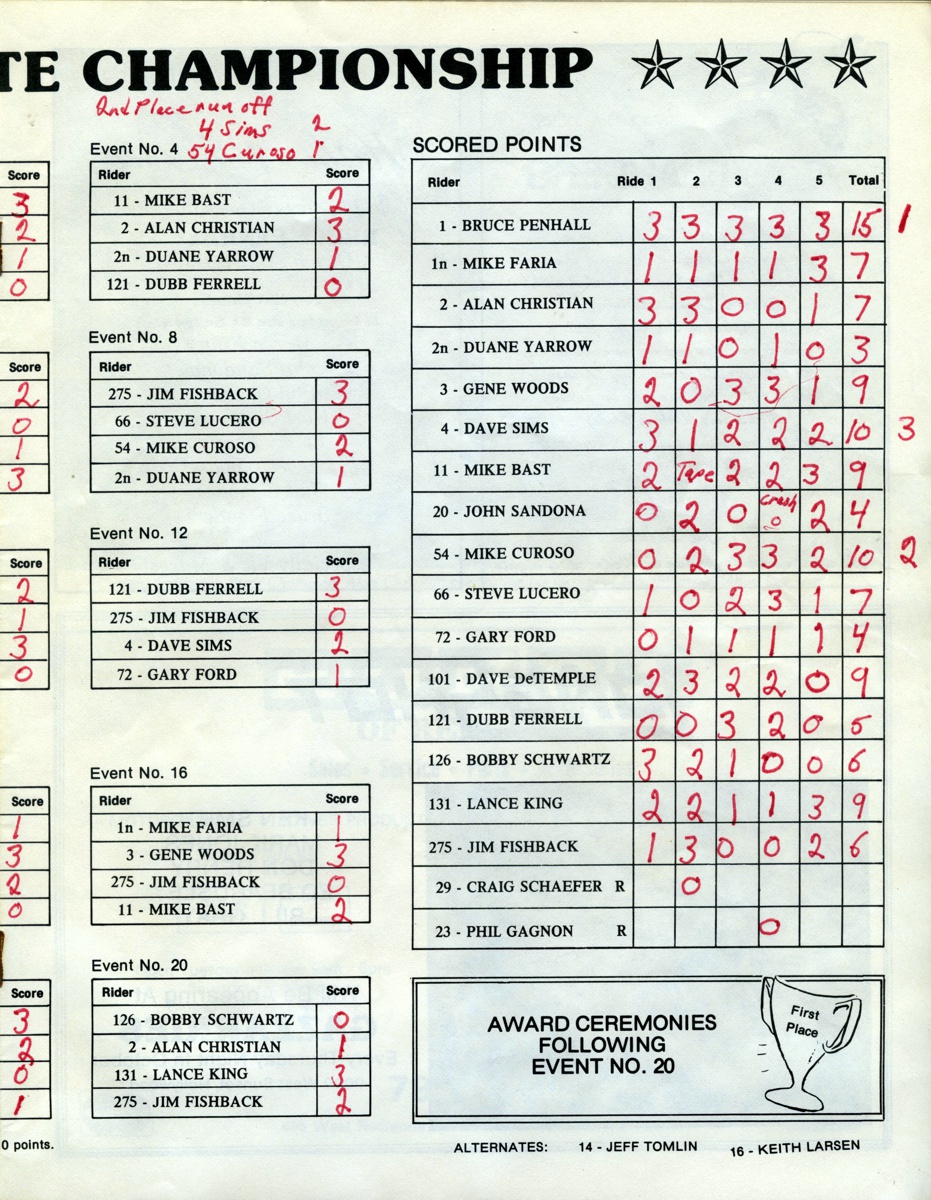 TE CHAMPIONSHIP
2nd Place run off
4 Sims 2
54 Curoso 1
Score
3
2
1
0
2
0
1
3
Score
2
1
3
0
Score
1
3
2
0
Score
3
2
0
1
0 points.
Event No. 4
Rider Score
11 - MIKE BAST 2
2 - ALAN CHRISTIAN 3
2n - DUANE YARROW 1
121 - DUBB FERRELL 0
Event No. 8
Rider Score
275 - JIM FISHBACK 3
66 - STEVE LUCERO 0
54 - MIKE CUROSO 2
2n - DUANE YARROW 1
Event No. 12
Rider Score
121 - DUBB FERRELL 3
275 - JIM FISHBACK 0
4 - DAVE SIMS 2
72 - GARY FORD 1
Event No. 16
Rider Score
1n - MIKE FARIA 1
3 - GENE WOODS 3
275 - JIM FISHBACK 0
11 - MIKE BAST 2
Event No. 20
Rider Score
126 - BOBBY SCHWARTZ 0
2 - ALAN CHRISTIAN 1
131 - LANCE KING 3
275 - JIM FISHBACK 2
SCORED POINTS
Rider Ride 1 2 3 4 5 Total
1 - BRUCE PENHALL 3 3 3 3 3 15 1
1n - MIKE FARIA 1 1 1 1 3 7
2 - ALAN CHRISTIAN 3 3 0 0 1 7
2n - DUANE YARROW 1 1 0 1 0 3
3 - GENE WOODS 2 0 3 3 1 9
4 - DAVE SIMS 3 1 2 2 2 10 3
11 - MIKE BAST 2 Tape 2 2 3 9
20 - JOHN SANDONA 0 2 0 Crash 0 2 4
54 - MIKE CUROSO 0 2 3 3 2 10 2
66 - STEVE LUCERO 1 0 2 3 1 7
72 - GARY FORD 0 1 1 1 1 4
101 - DAVE DeTEMPLE 2 3 2 2 0 9
121 - DUBB FERRELL 0 0 3 2 0 5
126 - BOBBY SCHWARTZ 3 2 1 0 0 6
131 - LANCE KING 2 2 1 1 3 9
275 - JIM FISHBACK 1 3 0 0 2 6
29 - CRAIG SCHAEFER R 0
23 - PHIL GAGNON R 0
AWARD CEREMONIES
FOLLOWING
EVENT NO. 20
First
Place
ALTERNATES: 14 - JEFF TOMLIN 16 - KEITH LARSEN